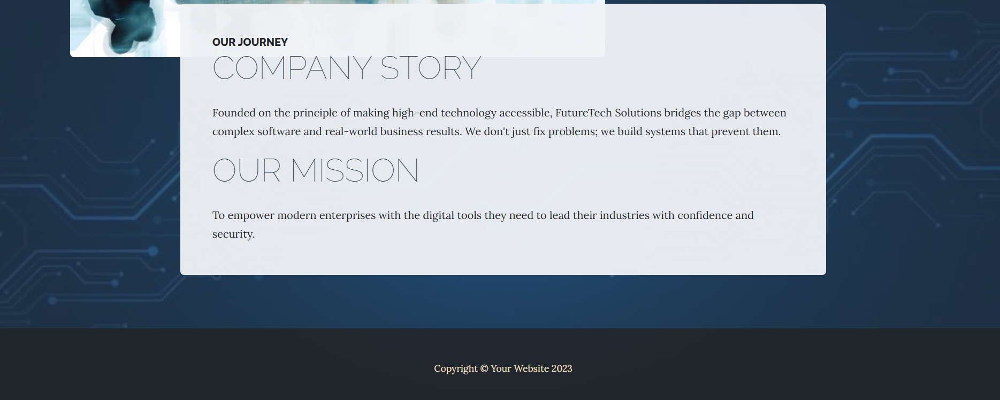 OUR JOURNEY
COMPANY STORY
Founded on the principle of making high-end technology accessible, FutureTech Solutions bridges the gap between
complex software and real-world business results. We don't just fix problems; we build systems that prevent them.
OUR MISSION
To empower modern enterprises with the digital tools they need to lead their industries with confidence and
security.
Copyright © Your Website 2023